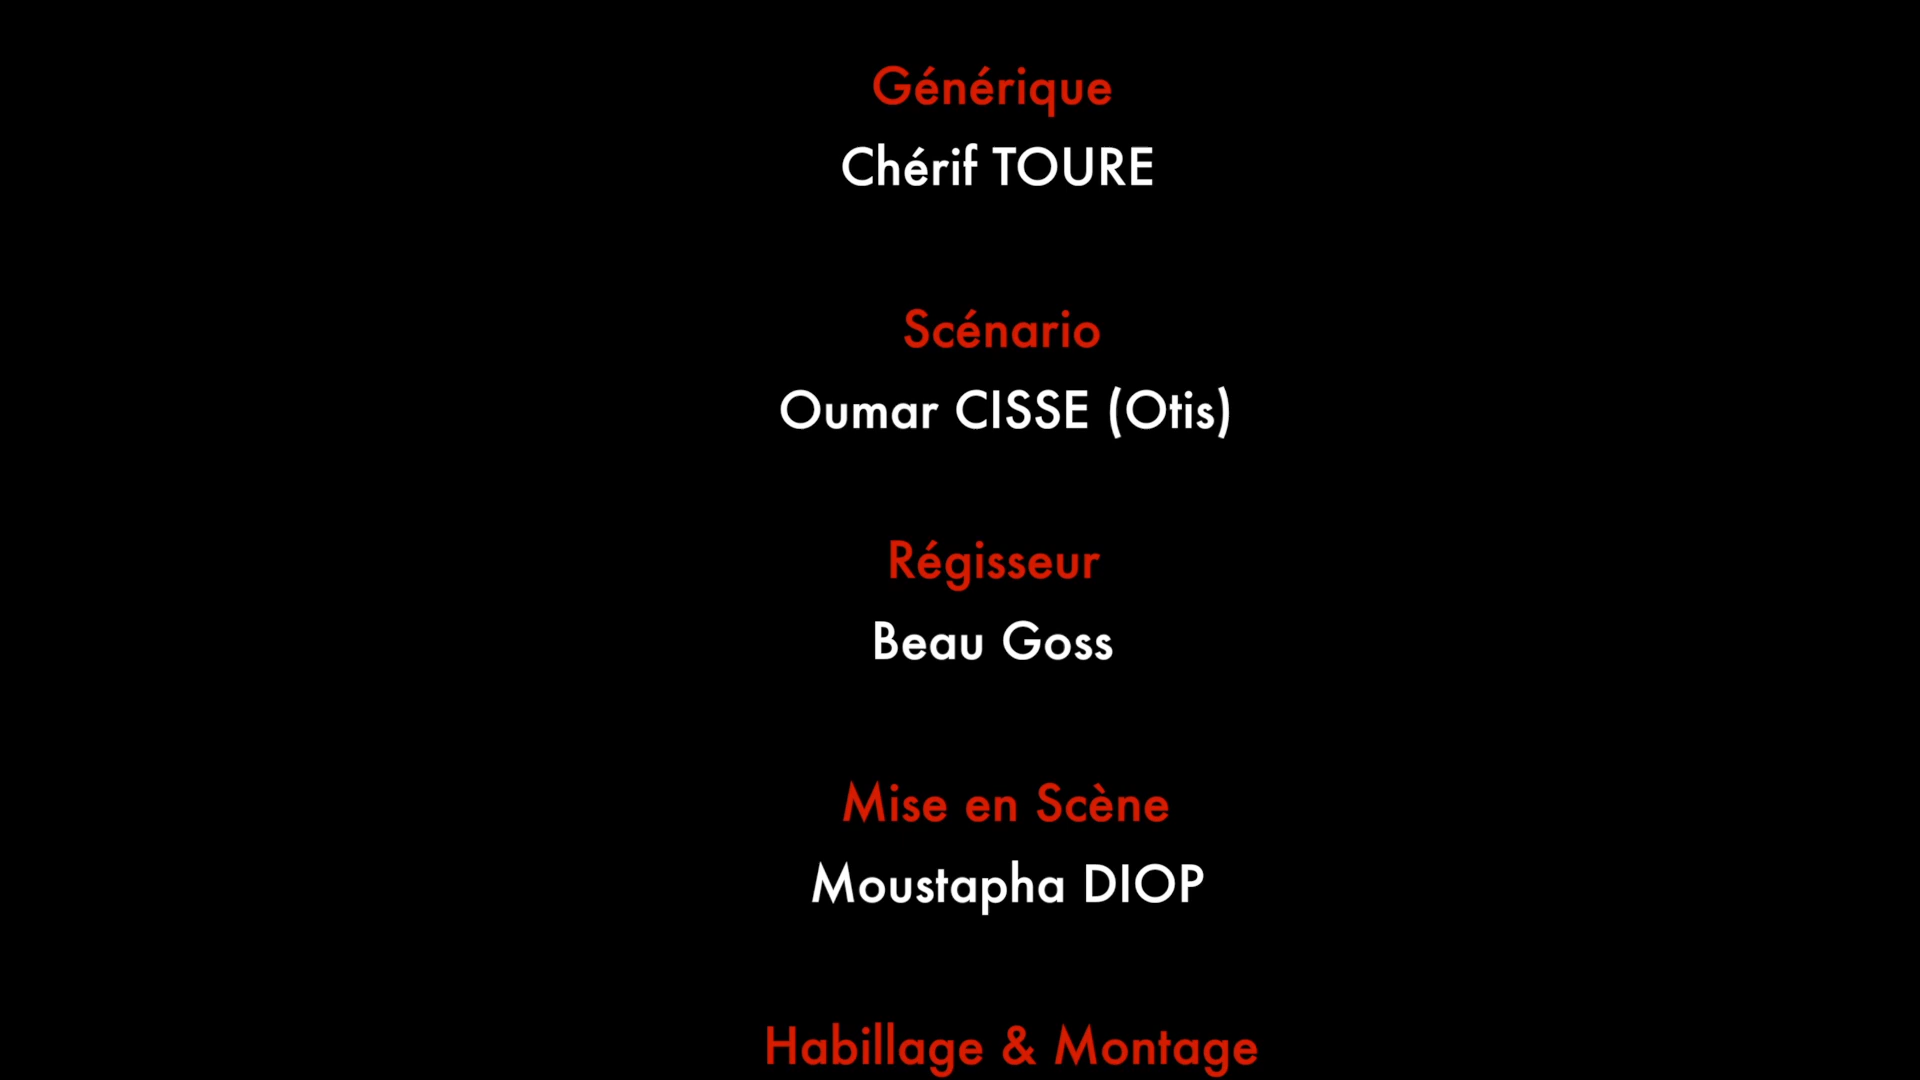 Générique
Chérif TOURE
Scénario
Oumar CISSE (Otis)
Régisseur
Beau Goss
Mise en Scène
Moustapha DIOP
Habillage & Montage